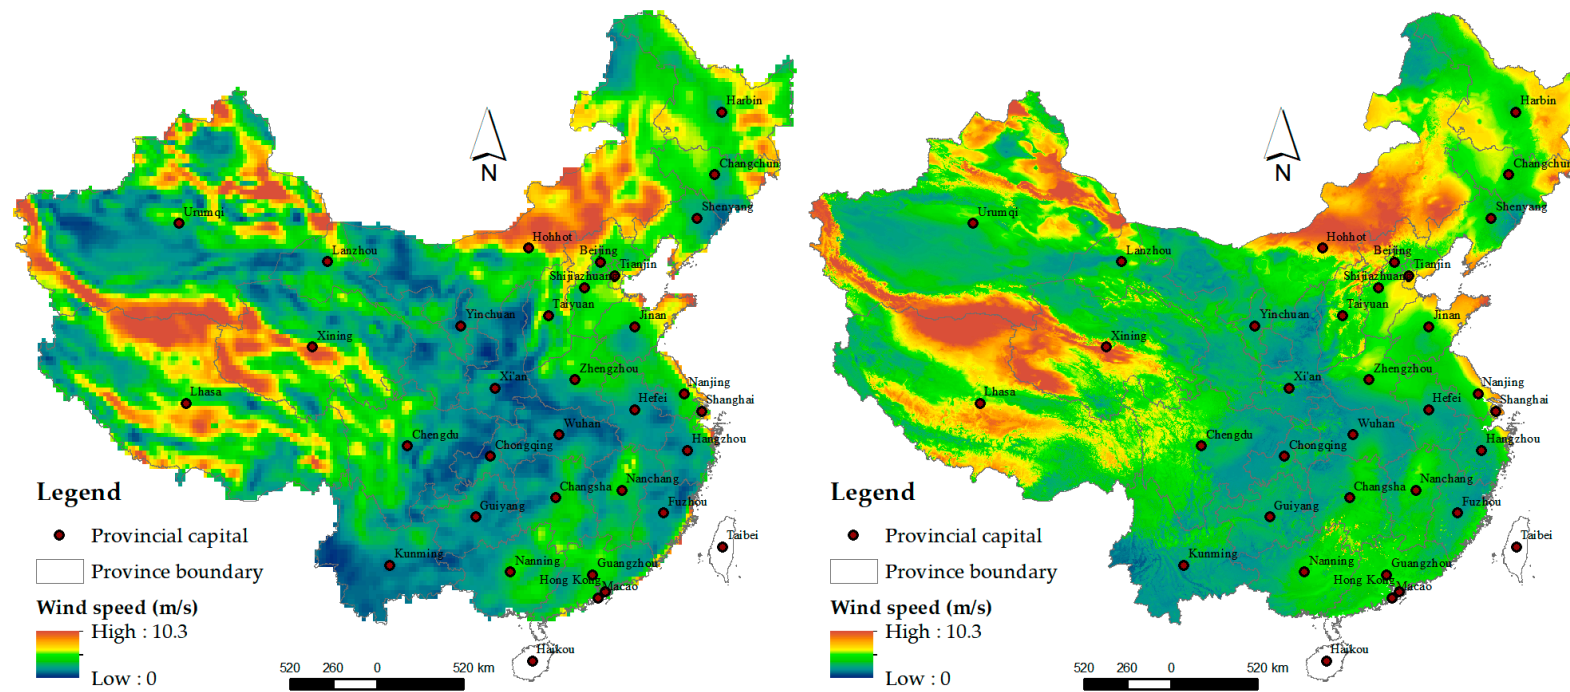 Harbin
Changchun
Shenyang
Urumqi
Lanzhou
Hohhot
Beijing
Tianjin
Shijiazhuang
Taiyuan
Yinchuan
Jinan
Xining
Xi'an
Zhengzhou
Nanjing
Lhasa
Hefei
Shanghai
Wuhan
Chengdu
Chongqing
Hangzhou
Nanchang
Changsha
Guiyang
Fuzhou
Taibei
Kunming
Nanning
Guangzhou
Hong Kong
Macao
Haikou
N
Legend
Provincial capital
Province boundary
Wind speed (m/s)
High : 10.3
Low : 0
520 260 0 520 km
Harbin
Changchun
Shenyang
Urumqi
Lanzhou
Hohhot
Beijing
Tianjin
Shijiazhuang
Taiyuan
Yinchuan
Jinan
Xining
Xi'an
Zhengzhou
Nanjing
Lhasa
Hefei
Shanghai
Wuhan
Chengdu
Chongqing
Hangzhou
Nanchang
Changsha
Guiyang
Fuzhou
Taibei
Kunming
Nanning
Guangzhou
Hong Kong
Macao
Haikou
N
Legend
Provincial capital
Province boundary
Wind speed (m/s)
High : 10.3
Low : 0
520 260 0 520 km